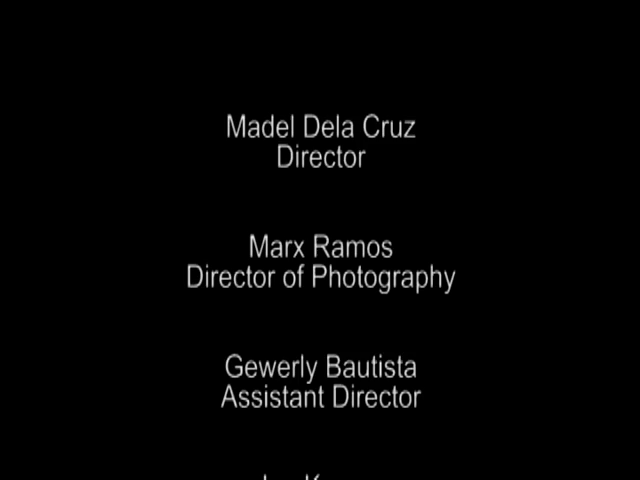 Madel Dela Cruz
Director
Marx Ramos
Director of Photography
Gewerly Bautista
Assistant Director